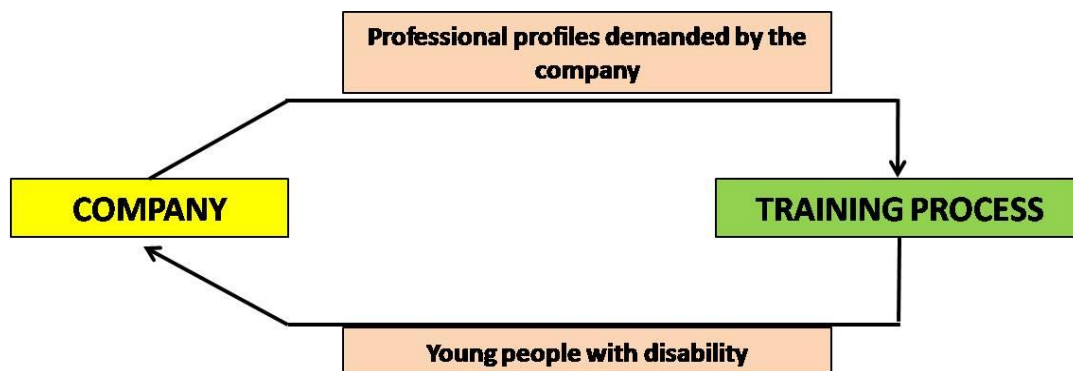 Professional profiles demanded by the
company
COMPANY
TRAINING PROCESS
Young people with disability